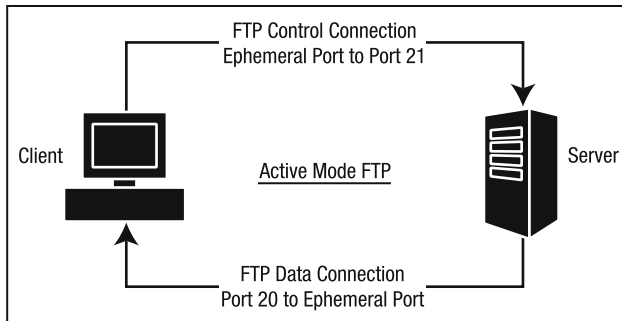 FTP Control Connection
Ephemeral Port to Port 21
Client
Active Mode FTP
Server
FTP Data Connection
Port 20 to Ephemeral Port